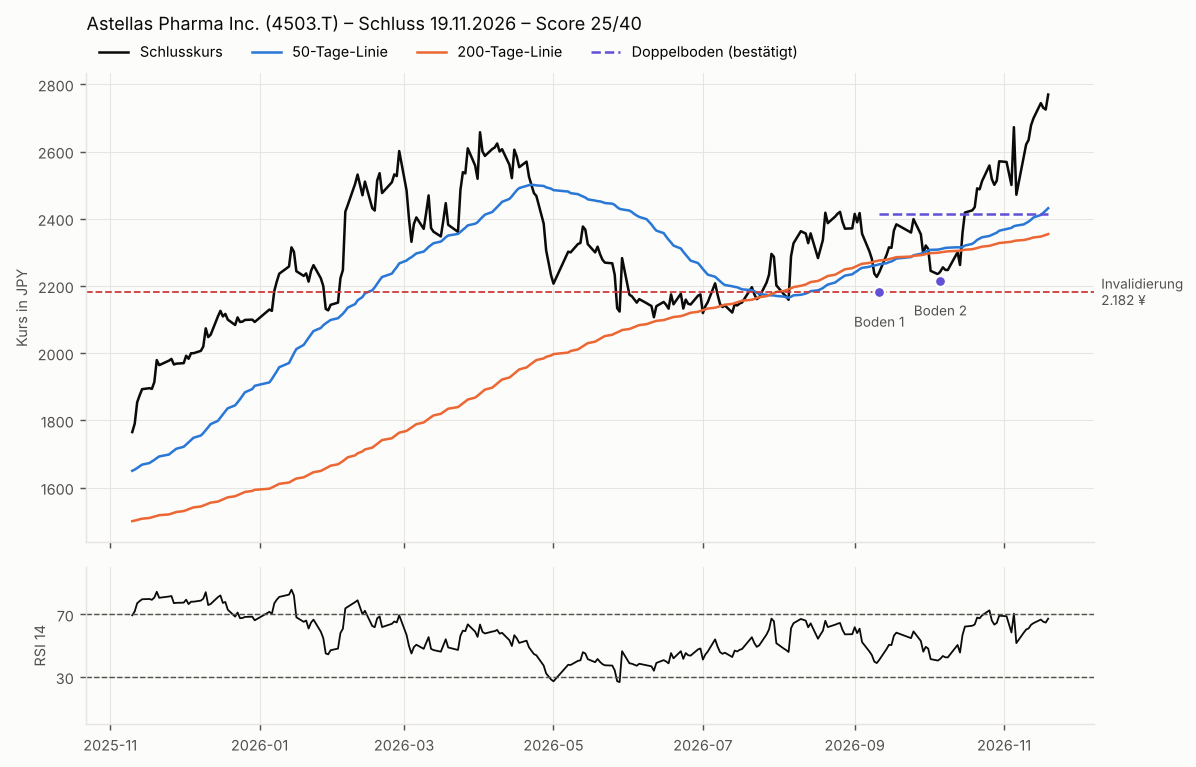 Astellas Pharma Inc. (4503.T) – Schluss 19.11.2026 – Score 25/40
Schlusskurs 50-Tage-Linie 200-Tage-Linie Doppelboden (bestätigt)
Kurs in JPY
2800
2600
2400
2200
2000
1800
1600
Invalidierung
2.182 ¥
Boden 1
Boden 2
RSI 14
70
30
2025-11 2026-01 2026-03 2026-05 2026-07 2026-09 2026-11